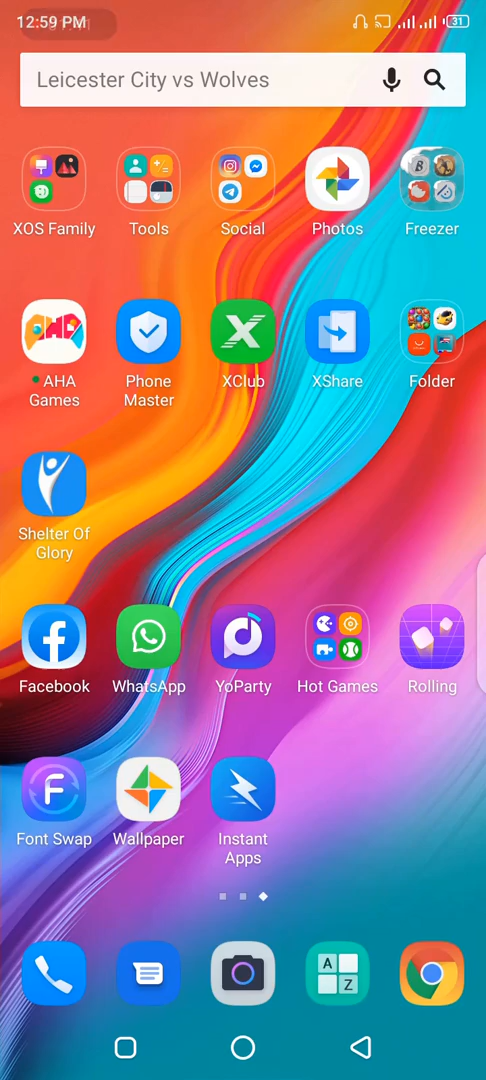 12:59 PM
31
Leicester City vs Wolves
XOS Family
Tools
Social
Photos
Freezer
AHA
Games
Phone
Master
XClub
XShare
Folder
Shelter Of
Glory
Facebook
WhatsApp
YoParty
Hot Games
Rolling
Font Swap
Wallpaper
Instant
Apps
A
Z